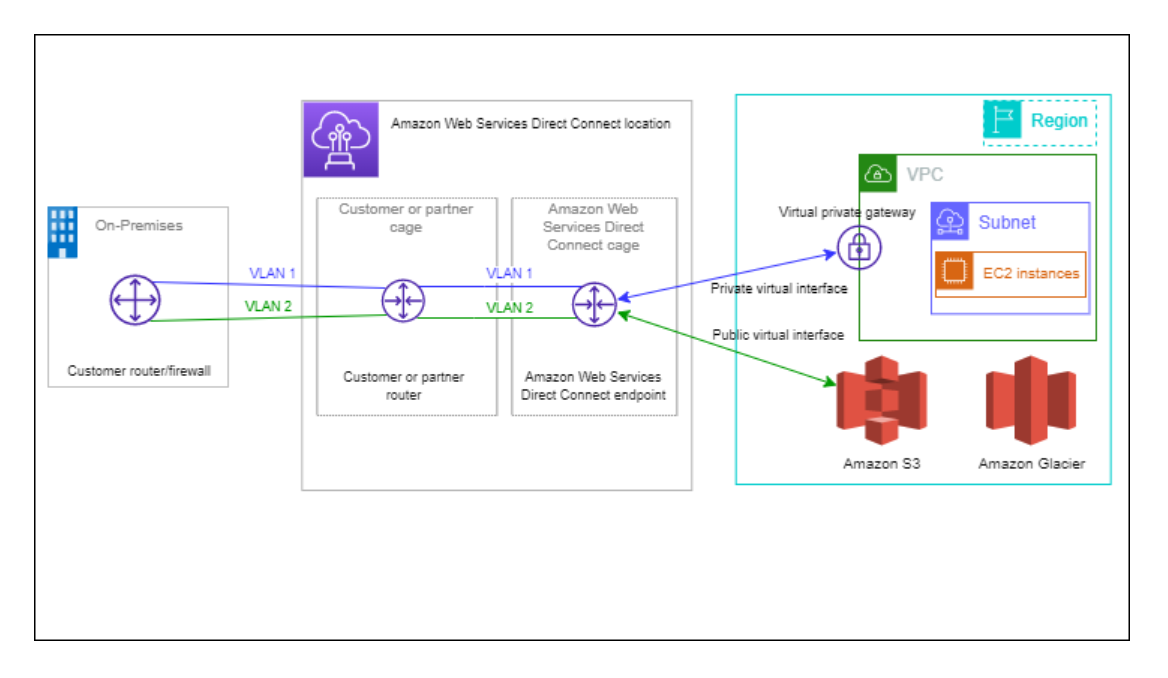 Amazon Web Services Direct Connect location
Region
VPC
Customer or partner
cage
Amazon Web
Services Direct
Connect cage
Virtual private gateway
Subnet
On-Premises
VLAN 1
VLAN 1
EC2 instances
VLAN 2
VLAN 2
Private virtual interface
Public virtual interface
Customer router/firewall
Customer or partner
router
Amazon Web Services
Direct Connect endpoint
Amazon S3
Amazon Glacier